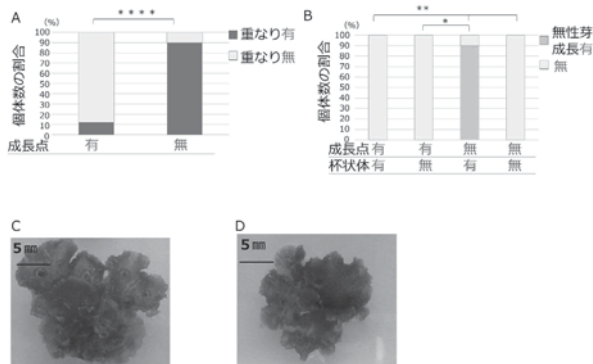 A
＊＊＊＊
(%)
100
90
80
70
60
50
40
30
20
10
0
個体数の割合
重なり有
重なり無
成長点 有 無
B
＊＊
＊
(%)
100
90
80
70
60
50
40
30
20
10
0
個体数の割合
無性芽
成長有
無
成長点 有 有 無 無
杯状体 有 無 有 無
C
5 ㎜
D
5 ㎜